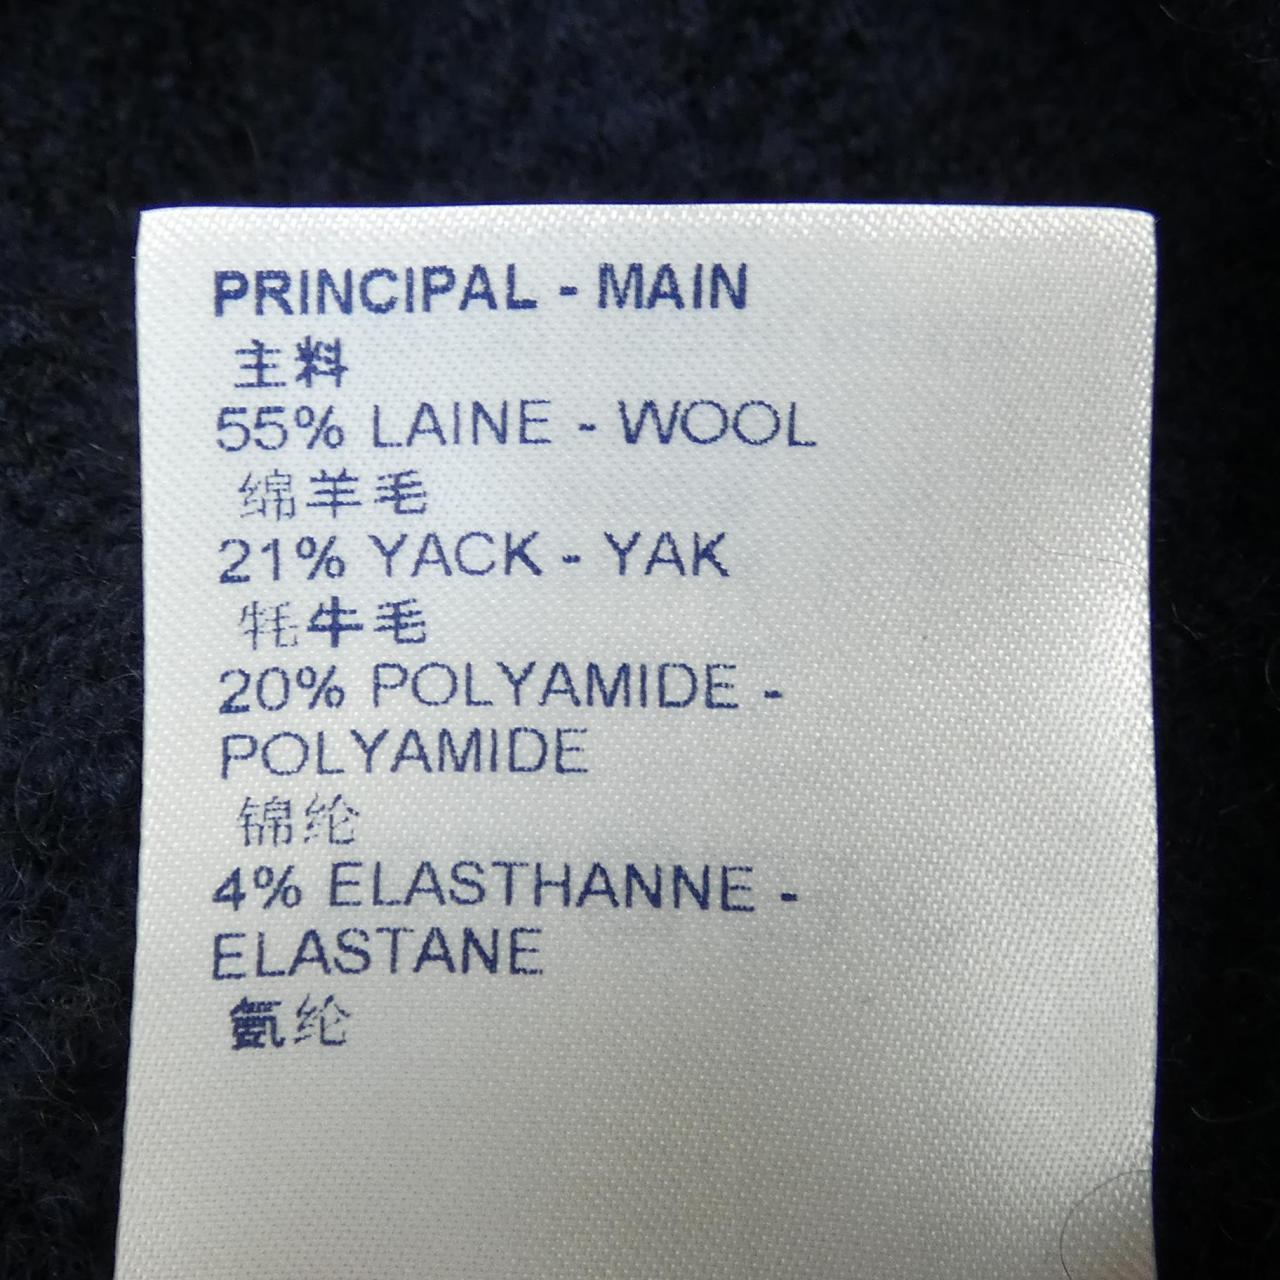 PRINCIPAL - MAIN
主料
55% LAINE - WOOL
绵羊毛
21% YACK - YAK
牦牛毛
20% POLYAMIDE -
POLYAMIDE
锦纶
4% ELASTHANNE -
ELASTANE
氨纶